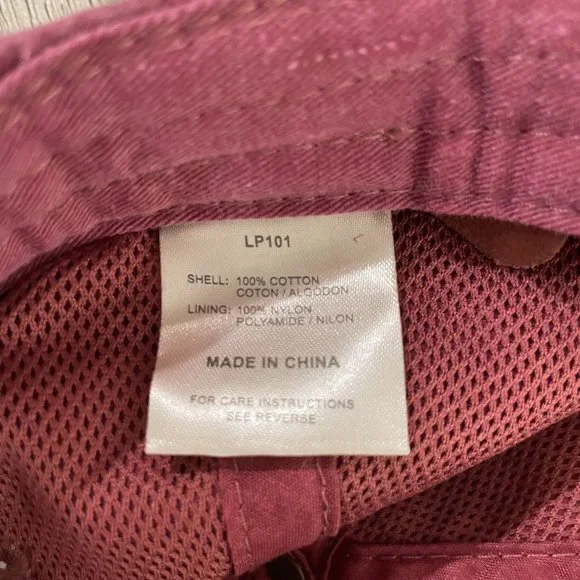 LP101
SHELL: 100% COTTON
COTON / ALGODON
LINING: 100% NYLON
POLYAMIDE / NILON
MADE IN CHINA
FOR CARE INSTRUCTIONS
SEE REVERSE